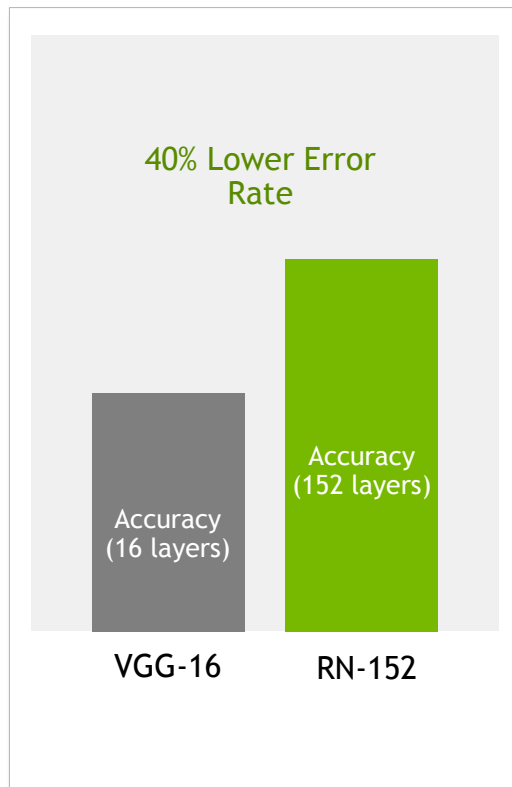 40% Lower Error
Rate
Accuracy
(152 layers)
Accuracy
(16 layers)
VGG-16
RN-152